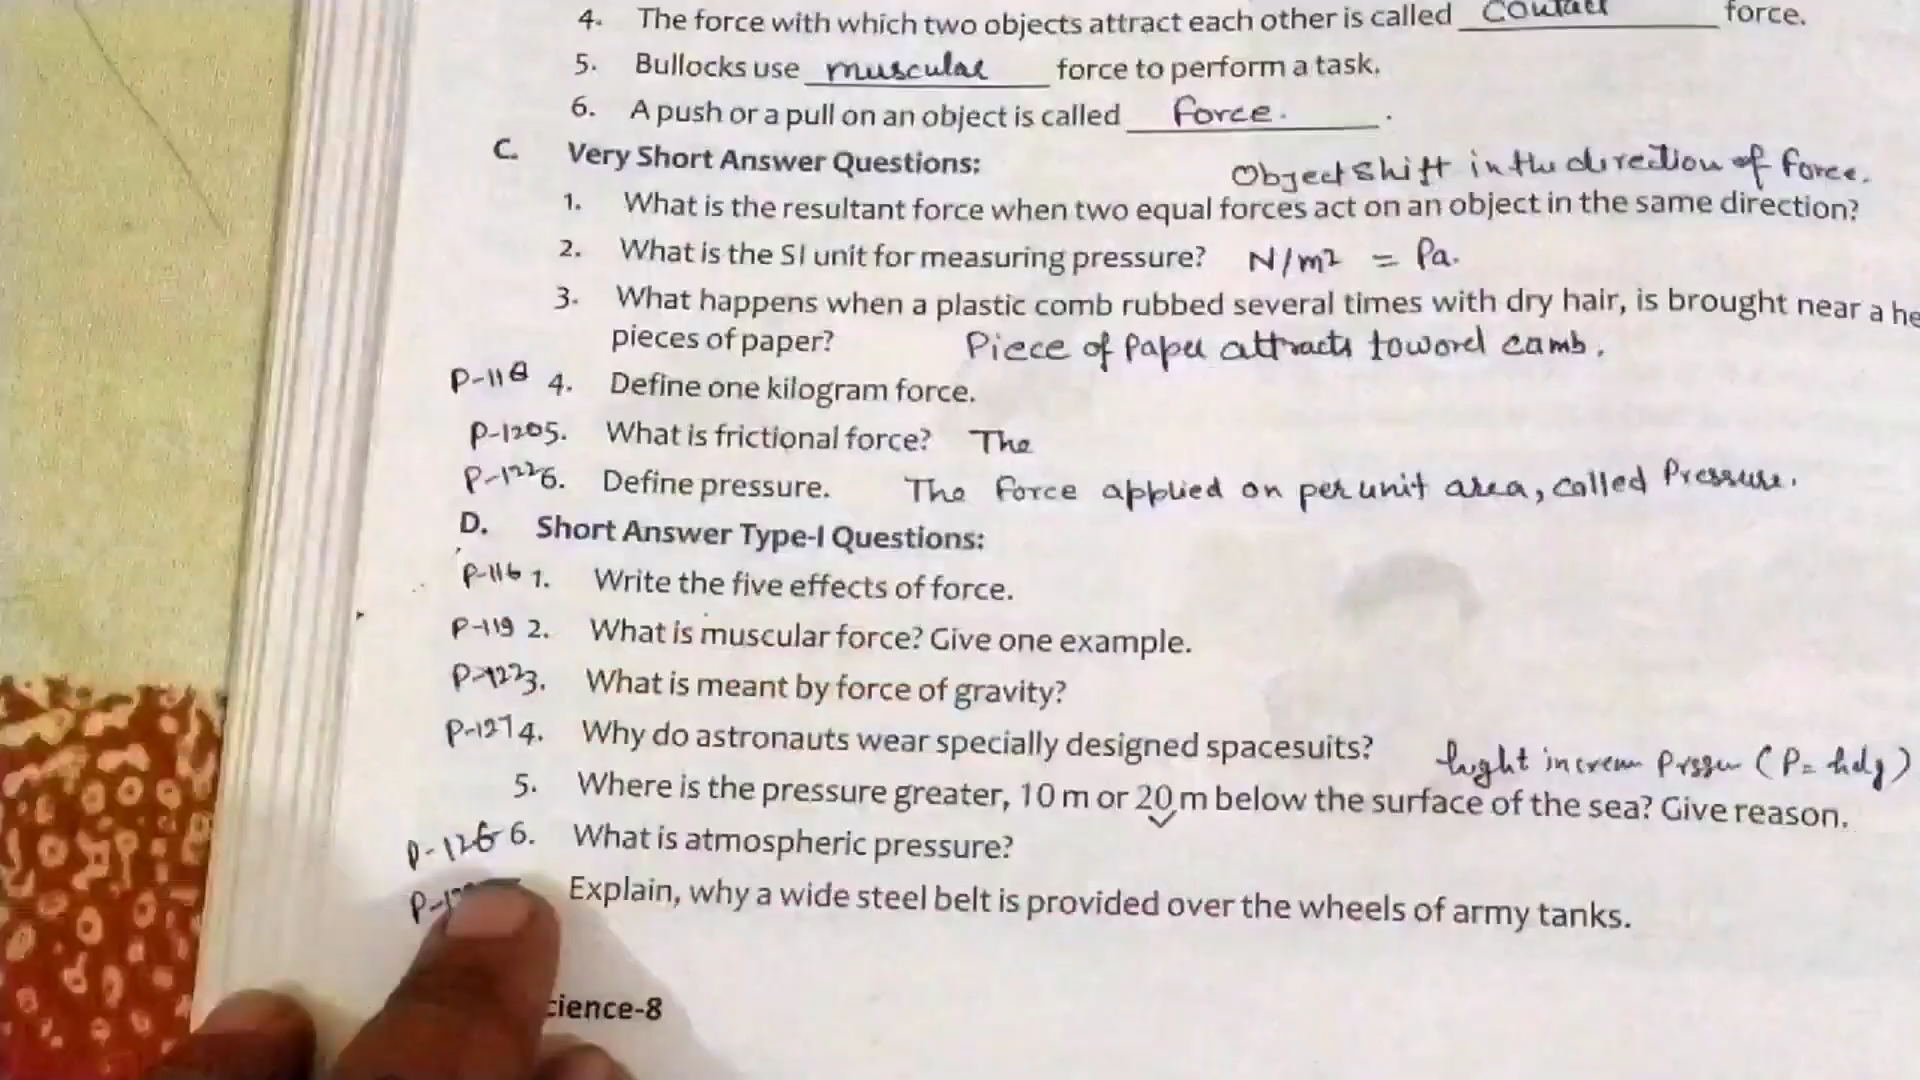 4. The force with which two objects attract each other is called contact force.
5. Bullocks use muscular force to perform a task.
6. A push or a pull on an object is called force.
C. Very Short Answer Questions:
Object shift in the direction of force.
1. What is the resultant force when two equal forces act on an object in the same direction?
2. What is the SI unit for measuring pressure? N/m² = Pa.
3. What happens when a plastic comb rubbed several times with dry hair, is brought near a he
pieces of paper? Piece of paper attracts toword camb.
P-118 4. Define one kilogram force.
P-120 5. What is frictional force? The
P-122 6. Define pressure. The force applied on per unit area, called Pressure.
D. Short Answer Type-I Questions:
P-116 1. Write the five effects of force.
P-119 2. What is muscular force? Give one example.
P-122 3. What is meant by force of gravity?
P-127 4. Why do astronauts wear specially designed spacesuits?
hight (P= hdg)
5. Where is the pressure greater, 10 m or 20 m below the surface of the sea? Give reason.
P-126 6. What is atmospheric pressure?
Explain, why a wide steel belt is provided over the wheels of army tanks.
cience-8